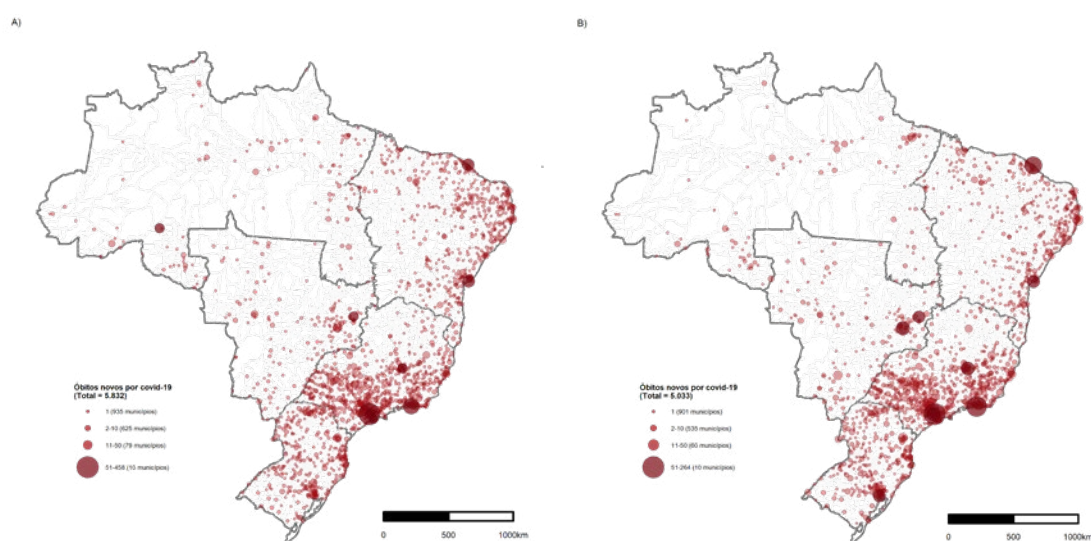 A)
Óbitos novos por covid-19
(Total = 5.832)
1 (935 municípios)
2-10 (625 municípios)
11-50 (79 municípios)
51-458 (10 municípios)
0 500 1000km
B)
Óbitos novos por covid-19
(Total = 5.033)
1 (901 municípios)
2-10 (535 municípios)
11-50 (60 municípios)
51-264 (10 municípios)
0 500 1000km